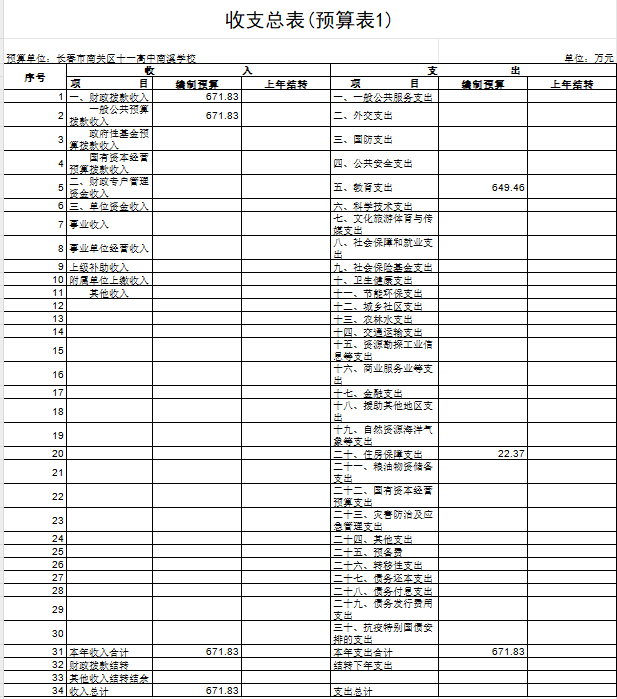 收支总表(预算表1)
预算单位：长春市南关区十一高中南溪学校 单位：万元
序号 收 入 支 出
项 目 编制预算 上年结转 项 目 编制预算 上年结转
1 一、财政拨款收入 671.83 一、一般公共服务支出
2 一般公共预算拨款收入 671.83 二、外交支出
3 政府性基金预算拨款收入 三、国防支出
4 国有资本经营预算拨款收入 四、公共安全支出
5 二、财政专户管理资金收入 五、教育支出 649.46
6 三、单位资金收入 六、科学技术支出
7 事业收入 七、文化旅游体育与传媒支出
8 事业单位经营收入 八、社会保障和就业支出
9 上级补助收入 九、社会保险基金支出
10 附属单位上缴收入 十、卫生健康支出
11 其他收入 十一、节能环保支出
12 十二、城乡社区支出
13 十三、农林水支出
14 十四、交通运输支出
15 十五、资源勘探工业信息等支出
16 十六、商业服务业等支出
17 十七、金融支出
18 十八、援助其他地区支出
19 十九、自然资源海洋气象等支出
20 二十、住房保障支出 22.37
21 二十一、粮油物资储备支出
22 二十二、国有资本经营预算支出
23 二十三、灾害防治及应急管理支出
24 二十四、其他支出
25 二十五、预备费
26 二十六、转移性支出
27 二十七、债务还本支出
28 二十八、债务付息支出
29 二十九、债务发行费用支出
30 三十、抗疫特别国债安排的支出
31 本年收入合计 671.83 本年支出合计 671.83
32 财政拨款结转 结转下年支出
33 其他收入结转结余
34 收入总计 671.83 支出总计